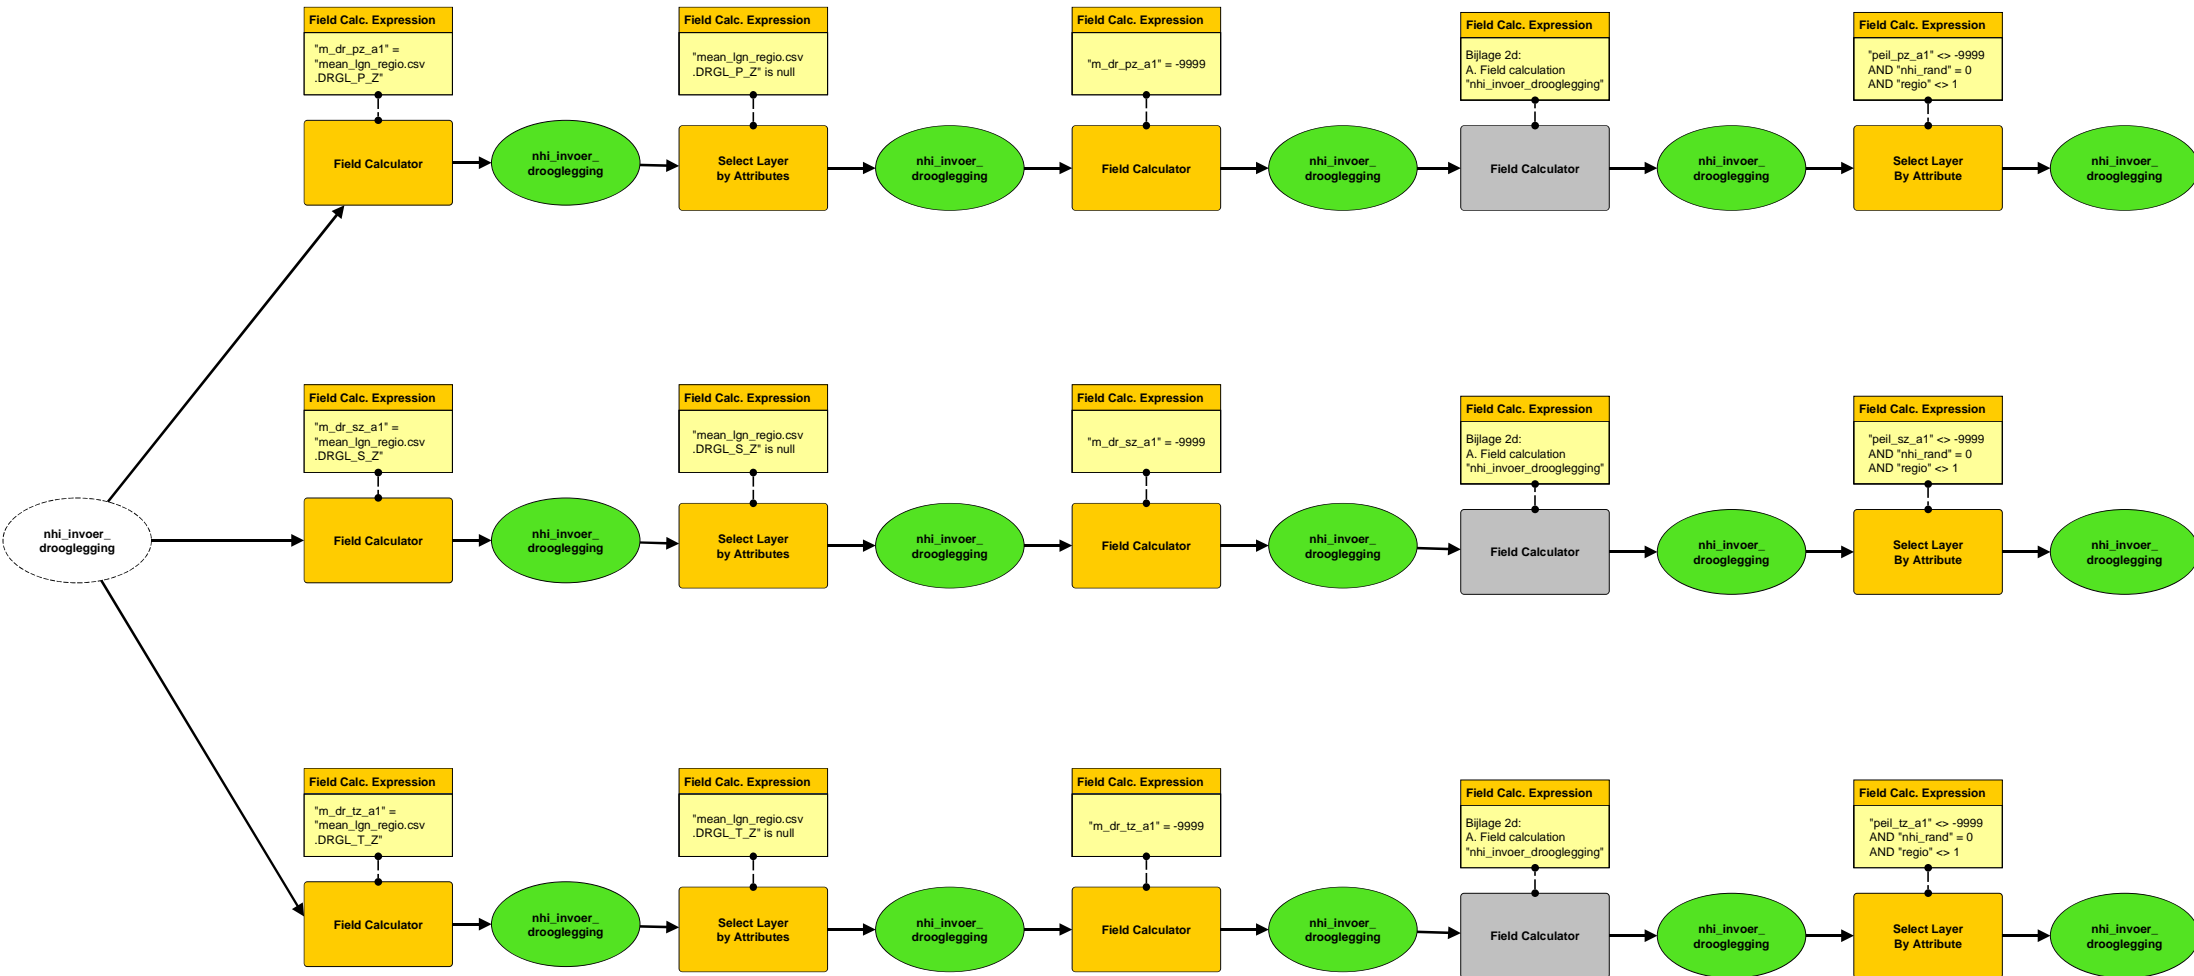 Field Calc. Expression
"m_dr_pz_a1" =
"mean_lgn_regio.csv
.DRGL_P_Z"
Field Calculator
nhi_invoer_
drooglegging
Field Calc. Expression
"mean_lgn_regio.csv
.DRGL_P_Z" is null
Select Layer
by Attributes
nhi_invoer_
drooglegging
Field Calc. Expression
"m_dr_pz_a1" = -9999
Field Calculator
nhi_invoer_
drooglegging
Field Calc. Expression
Bijlage 2d:
A. Field calculation
"nhi_invoer_drooglegging"
Field Calculator
nhi_invoer_
drooglegging
Field Calc. Expression
"peil_pz_a1" <> -9999
AND "nhi_rand" = 0
AND "regio" <> 1
Select Layer
By Attribute
nhi_invoer_
drooglegging
nhi_invoer_
drooglegging
Field Calc. Expression
"m_dr_sz_a1" =
"mean_lgn_regio.csv
.DRGL_S_Z"
Field Calculator
nhi_invoer_
drooglegging
Field Calc. Expression
"mean_lgn_regio.csv
.DRGL_S_Z" is null
Select Layer
by Attributes
nhi_invoer_
drooglegging
Field Calc. Expression
"m_dr_sz_a1" = -9999
Field Calculator
nhi_invoer_
drooglegging
Field Calc. Expression
Bijlage 2d:
A. Field calculation
"nhi_invoer_drooglegging"
Field Calculator
nhi_invoer_
drooglegging
Field Calc. Expression
"peil_sz_a1" <> -9999
AND "nhi_rand" = 0
AND "regio" <> 1
Select Layer
By Attribute
nhi_invoer_
drooglegging
Field Calc. Expression
"m_dr_tz_a1" =
"mean_lgn_regio.csv
.DRGL_T_Z"
Field Calculator
nhi_invoer_
drooglegging
Field Calc. Expression
"mean_lgn_regio.csv
.DRGL_T_Z" is null
Select Layer
by Attributes
nhi_invoer_
drooglegging
Field Calc. Expression
"m_dr_tz_a1" = -9999
Field Calculator
nhi_invoer_
drooglegging
Field Calc. Expression
Bijlage 2d:
A. Field calculation
"nhi_invoer_drooglegging"
Field Calculator
nhi_invoer_
drooglegging
Field Calc. Expression
"peil_tz_a1" <> -9999
AND "nhi_rand" = 0
AND "regio" <> 1
Select Layer
By Attribute
nhi_invoer_
drooglegging